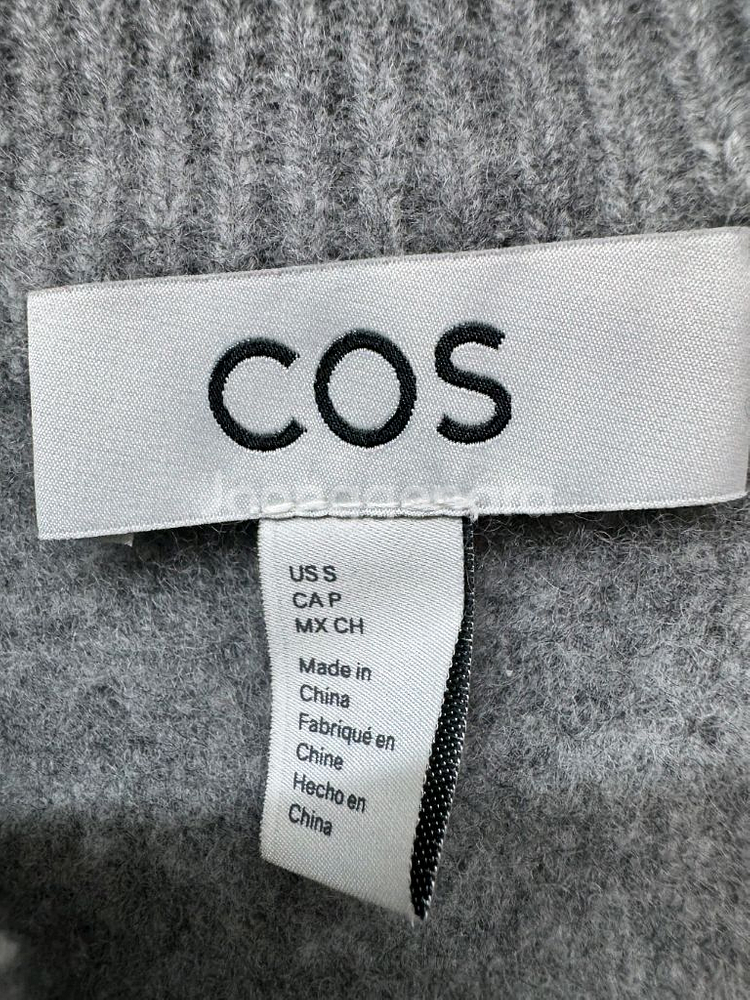 COS
US S
CA P
MX CH
Made in
China
Fabriqué en
Chine
Hecho en
China